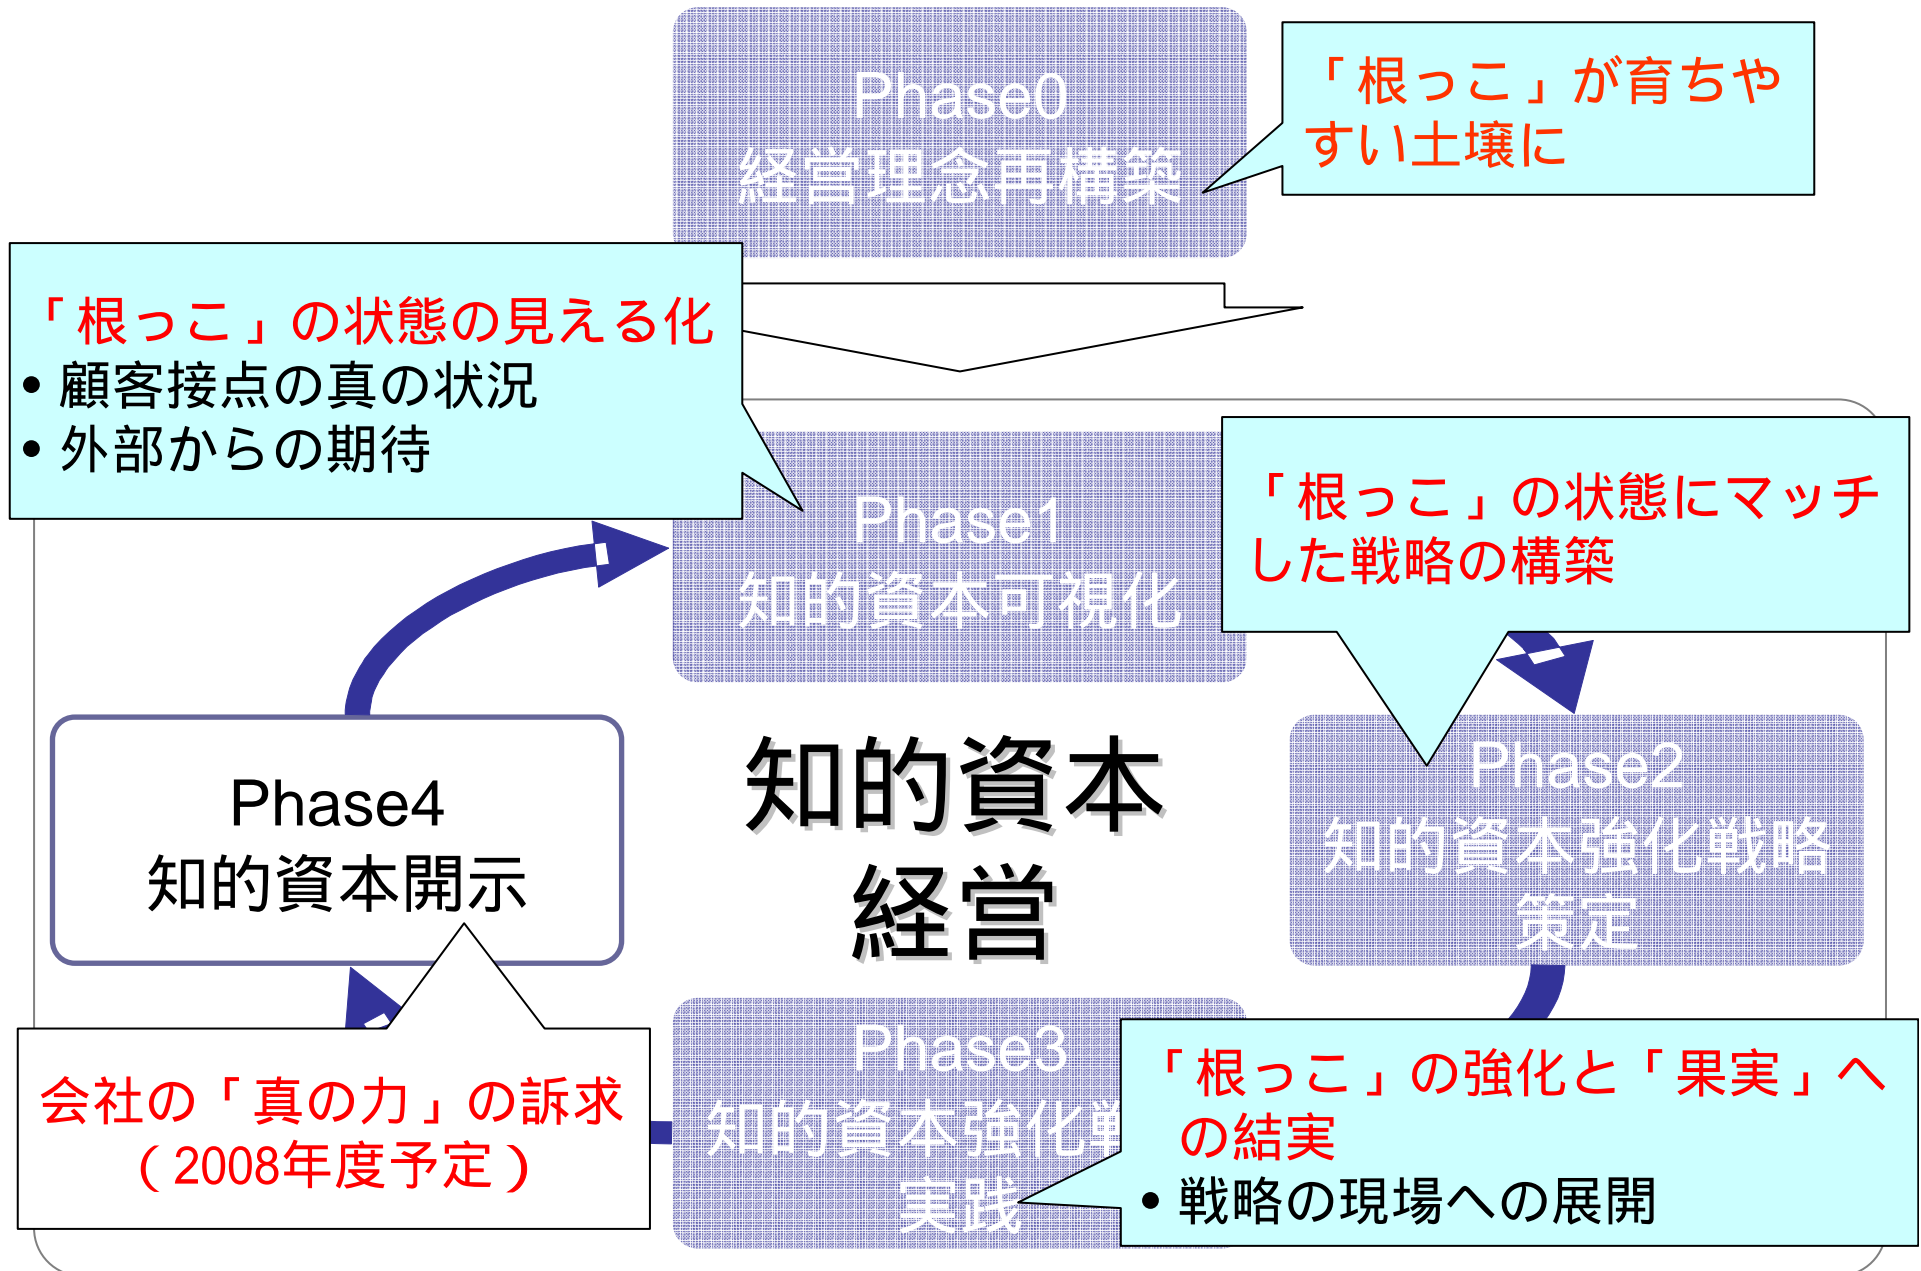 Phase0
経営理念再構築
「根っこ」が育ちや
すい土壌に
「根っこ」の状態の見える化
• 顧客接点の真の状況
• 外部からの期待
Phase1
知的資本可視化
「根っこ」の状態にマッチ
した戦略の構築
Phase2
知的資本強化戦略
策定
知的資本
経営
Phase4
知的資本開示
会社の「真の力」の訴求
（2008年度予定）
Phase3
知的資本強化戦
実践
「根っこ」の強化と「果実」へ
の結実
• 戦略の現場への展開